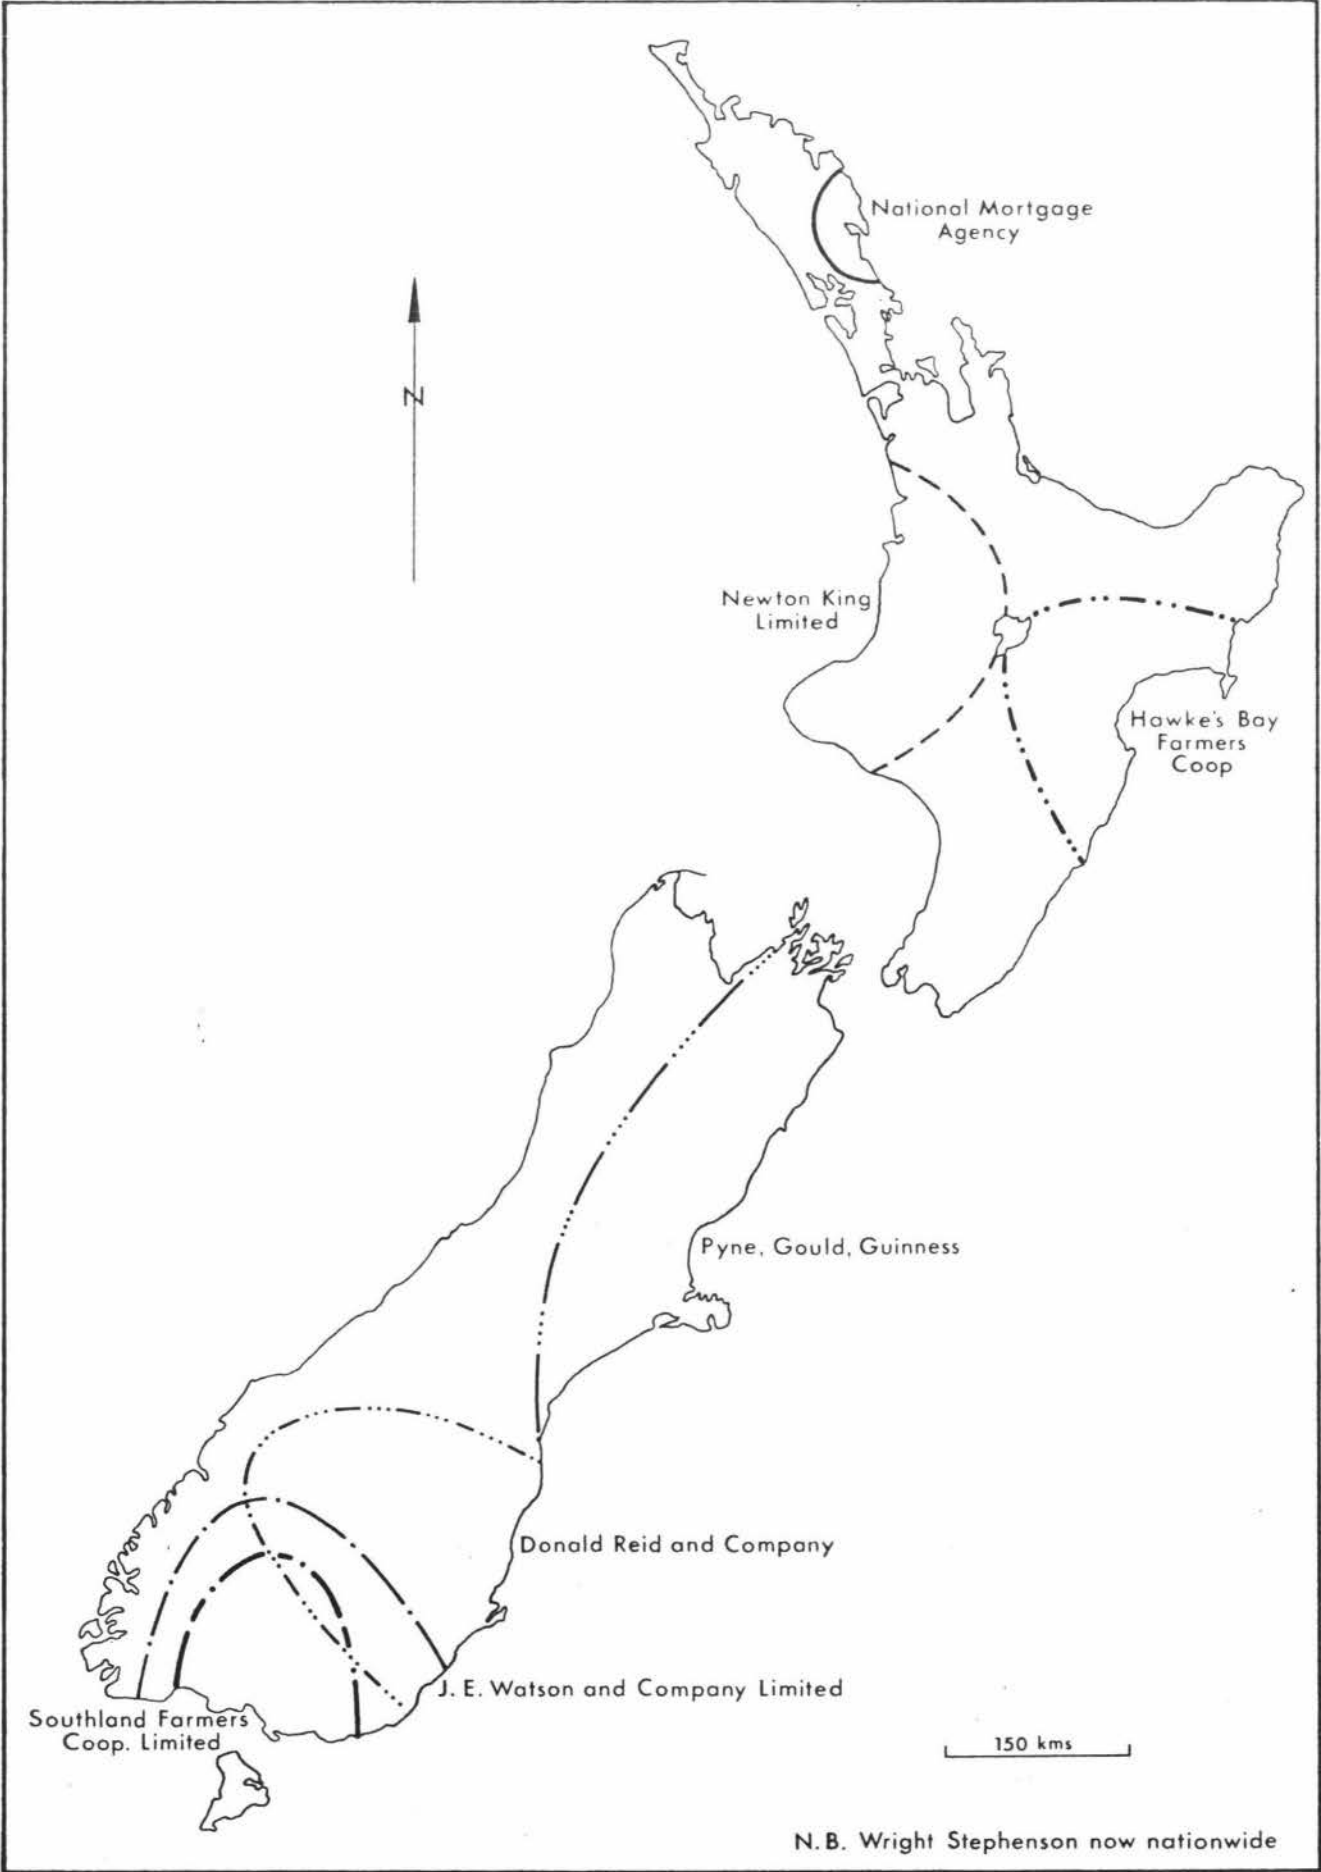 National Mortgage
Agency
N
Newton King
Limited
Hawke's Bay
Farmers
Coop
Pyne, Gould, Guinness
Donald Reid and Company
J. E. Watson and Company Limited
Southland Farmers
Coop. Limited
150 kms
N.B. Wright Stephenson now nationwide